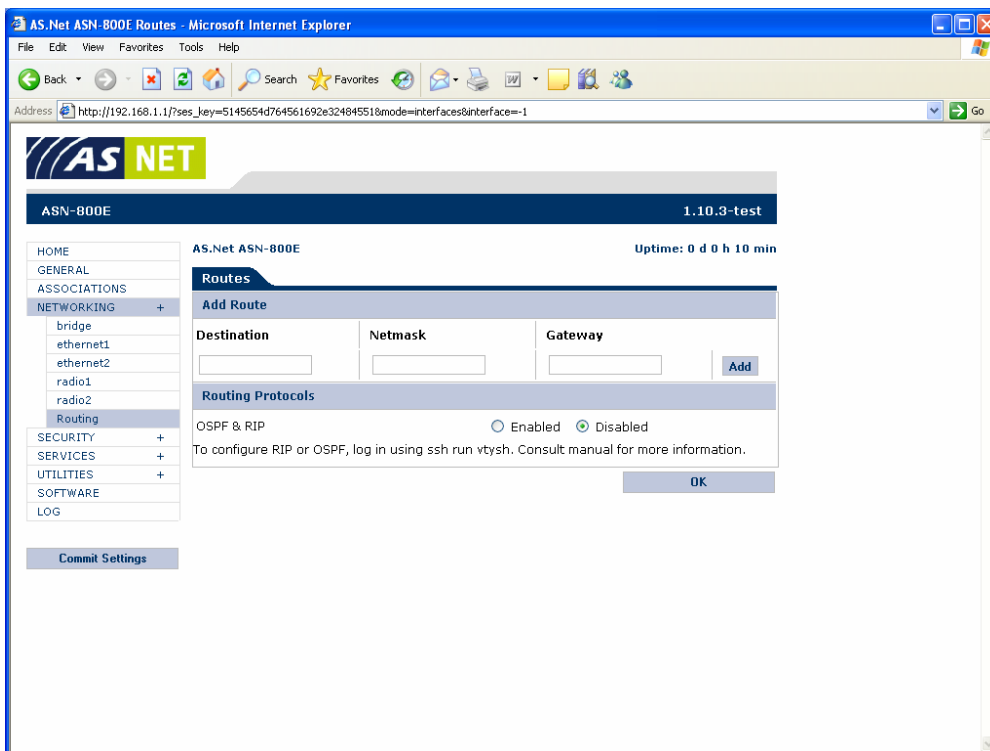 AS.Net ASN-800E Routes - Microsoft Internet Explorer
File Edit View Favorites Tools Help
Back Search Favorites
Address http://192.168.1.1/?ses_key=5145654d764561692e3248455​1&mode=interfaces&interface=-1 Go
AS NET
ASN-800E 1.10.3-test
HOME
GENERAL
ASSOCIATIONS
NETWORKING +
bridge
ethernet1
ethernet2
radio1
radio2
Routing
SECURITY +
SERVICES +
UTILITIES +
SOFTWARE
LOG
Commit Settings
AS.Net ASN-800E Uptime: 0 d 0 h 10 min
Routes
Add Route
Destination Netmask Gateway
Add
Routing Protocols
OSPF & RIP Enabled Disabled
To configure RIP or OSPF, log in using ssh run vtysh. Consult manual for more information.
OK